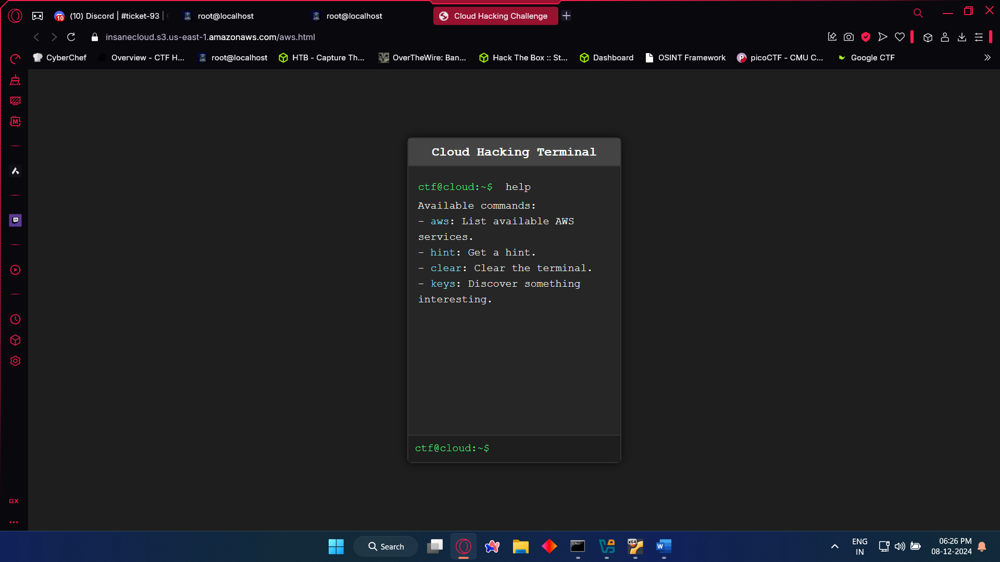 (10) Discord | #ticket-93 |
root@localhost
root@localhost
Cloud Hacking Challenge
insanecloud.s3.us-east-1.amazonaws.com/aws.html
CyberChef
Overview - CTF H...
root@localhost
HTB - Capture Th...
OverTheWire: Ban...
Hack The Box :: St...
Dashboard
OSINT Framework
picoCTF - CMU C...
Google CTF
Cloud Hacking Terminal
ctf@cloud:~$ help
Available commands:
- aws: List available AWS
services.
- hint: Get a hint.
- clear: Clear the terminal.
- keys: Discover something
interesting.
ctf@cloud:~$
GX
Search
ENG
IN
06:26 PM
08-12-2024